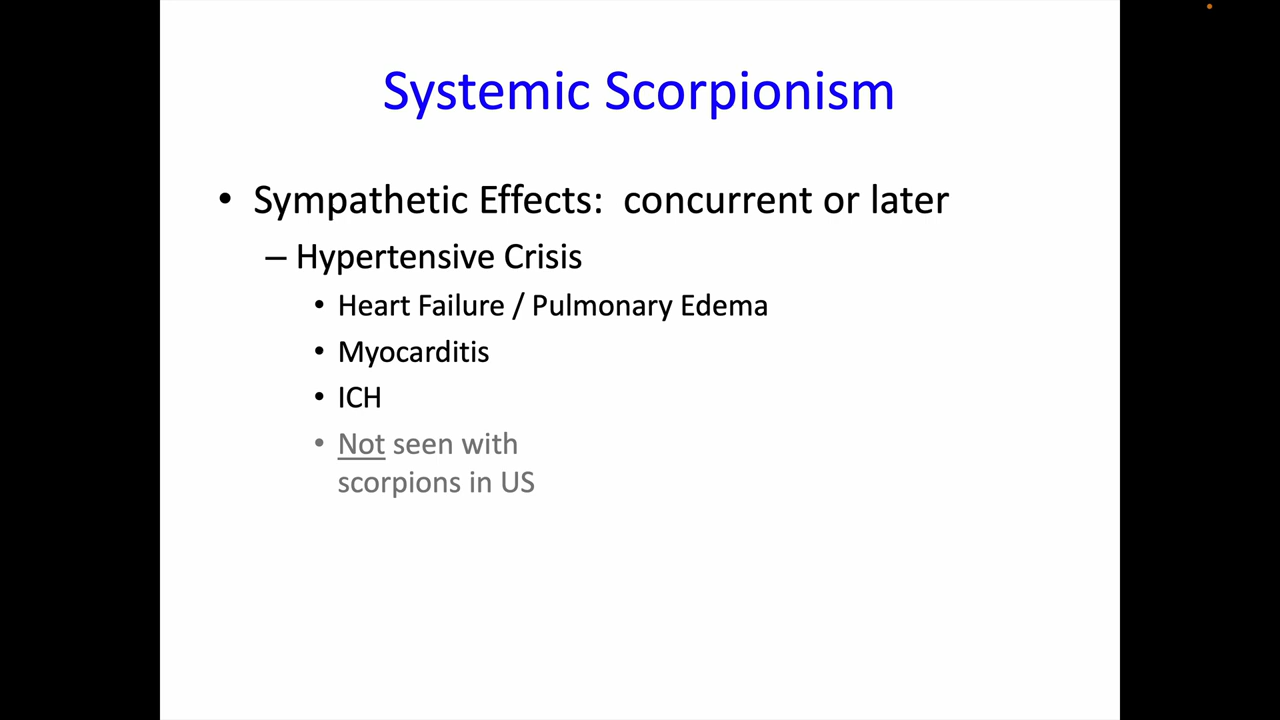 Systemic Scorpionism
• Sympathetic Effects:  concurrent or later
– Hypertensive Crisis
• Heart Failure / Pulmonary Edema
• Myocarditis
• ICH
• Not seen with
scorpions in US